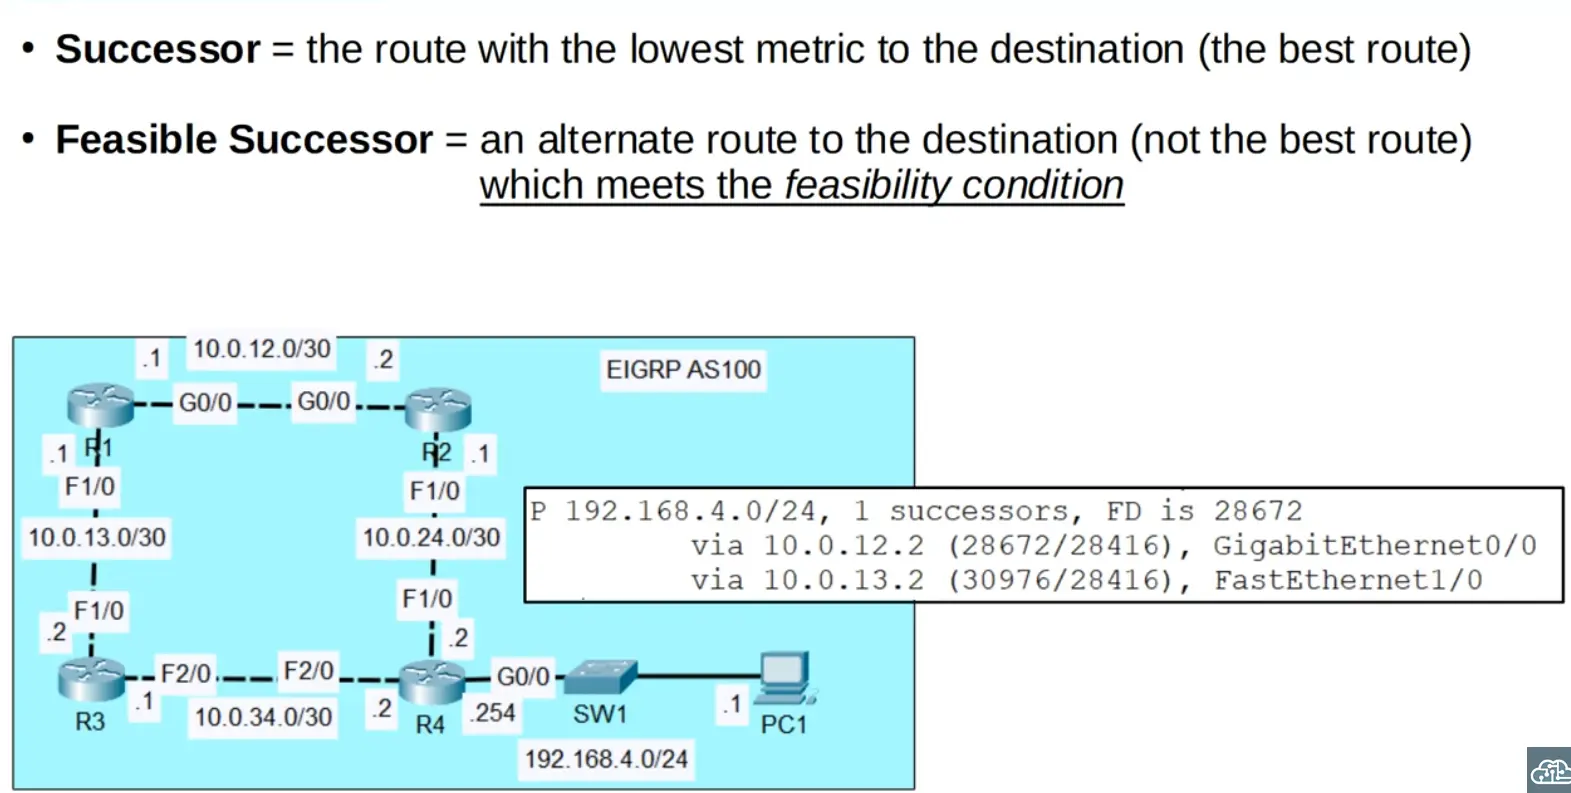 • Successor = the route with the lowest metric to the destination (the best route)
• Feasible Successor = an alternate route to the destination (not the best route)
which meets the feasibility condition
10.0.12.0/30
.1
.2
EIGRP AS100
G0/0
G0/0
R1
R2
.1
.1
F1/0
F1/0
10.0.13.0/30
10.0.24.0/30
P 192.168.4.0/24, 1 successors, FD is 28672
via 10.0.12.2 (28672/28416), GigabitEthernet0/0
via 10.0.13.2 (30976/28416), FastEthernet1/0
F1/0
F1/0
.2
.2
F2/0
F2/0
G0/0
.1
.2
.254
10.0.34.0/30
R3
R4
SW1
.1
PC1
192.168.4.0/24